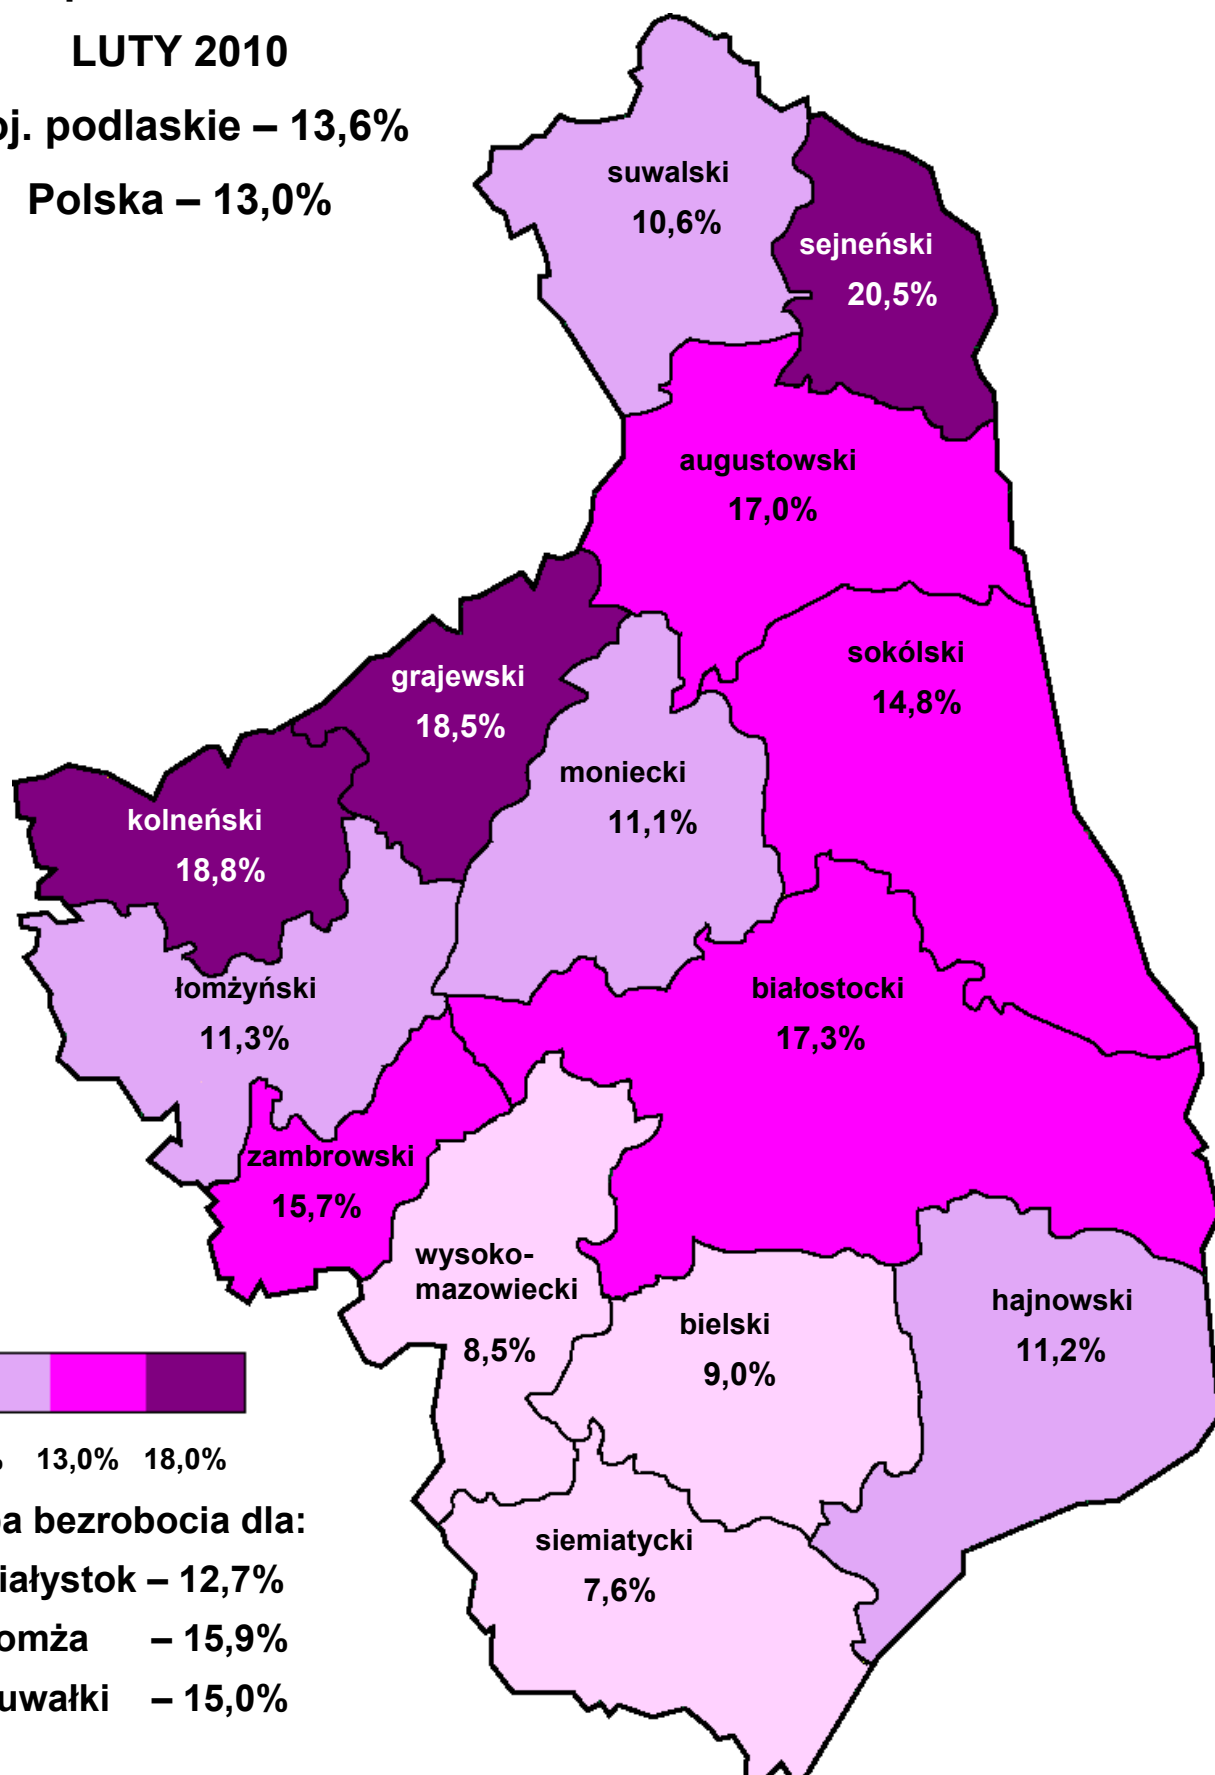 LUTY 2010
oj. podlaskie – 13,6%
Polska – 13,0%
suwalski
10,6%
sejneński
20,5%
augustowski
17,0%
sokólski
14,8%
grajewski
18,5%
moniecki
11,1%
kolneński
18,8%
łomżyński
11,3%
białostocki
17,3%
zambrowski
15,7%
wysoko-
mazowiecki
8,5%
bielski
9,0%
hajnowski
11,2%
siemiatycki
7,6%
% 13,0% 18,0%
pa bezrobocia dla:
iałystok – 12,7%
omża – 15,9%
uwałki – 15,0%